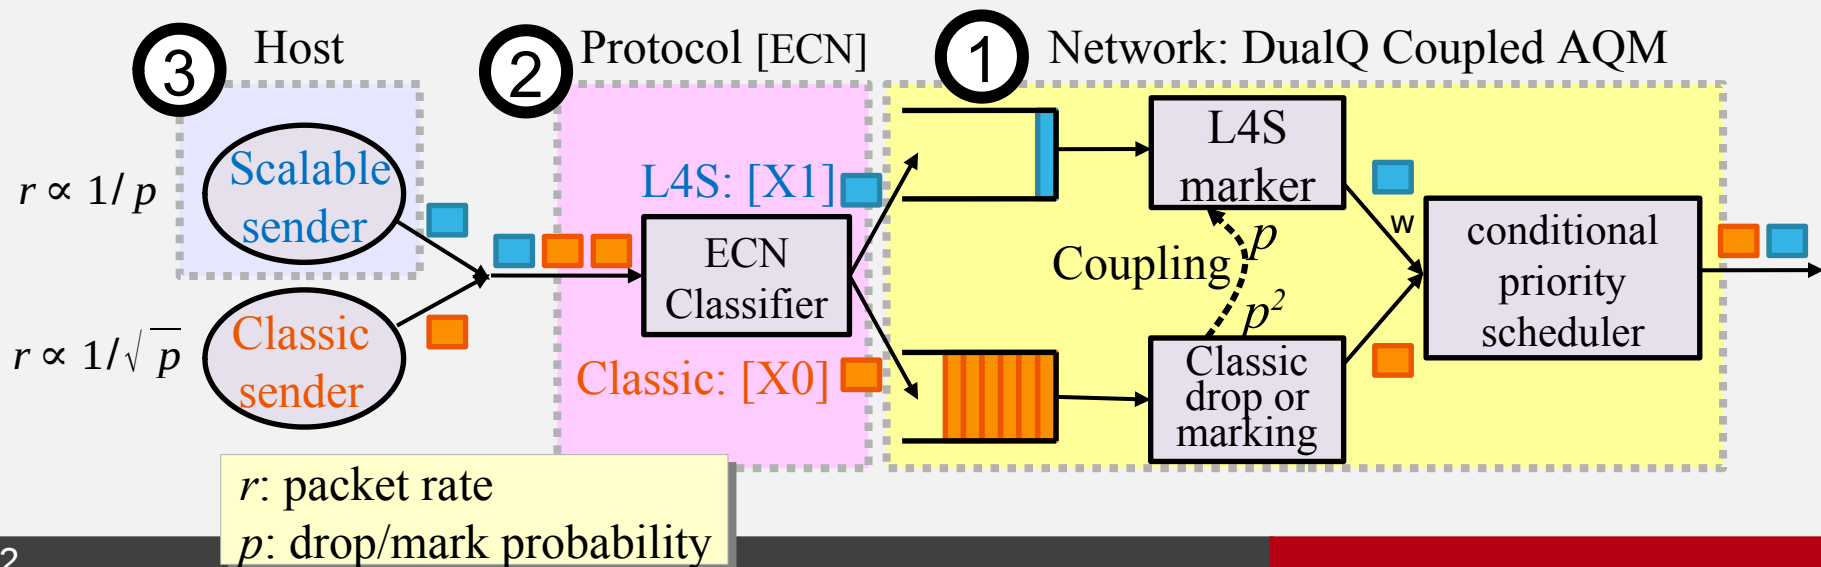 3
Host
2
Protocol [ECN]
1
Network: DualQ Coupled AQM
r ∝ 1/ p
Scalable
sender
r ∝ 1/√p
Classic
sender
L4S: [X1]
ECN
Classifier
Classic: [X0]
L4S
marker
Coupling
p
p²
Classic
drop or
marking
w
conditional
priority
scheduler
r: packet rate
p: drop/mark probability
2